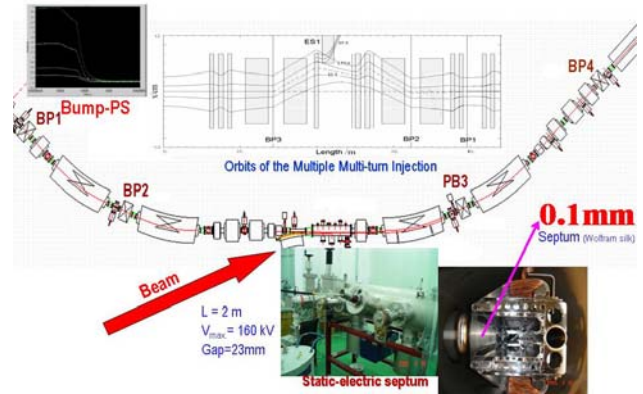 ES1
BP4
Bump-PS
BP1
BP3
BP2
BP1
Length /m
Orbits of the Multiple Multi-turn Injection
BP2
PB3
0.1mm
Septum (Wolfram silk)
Beam
L = 2 m
Vmax = 160 kV
Gap=23mm
Static-electric septum